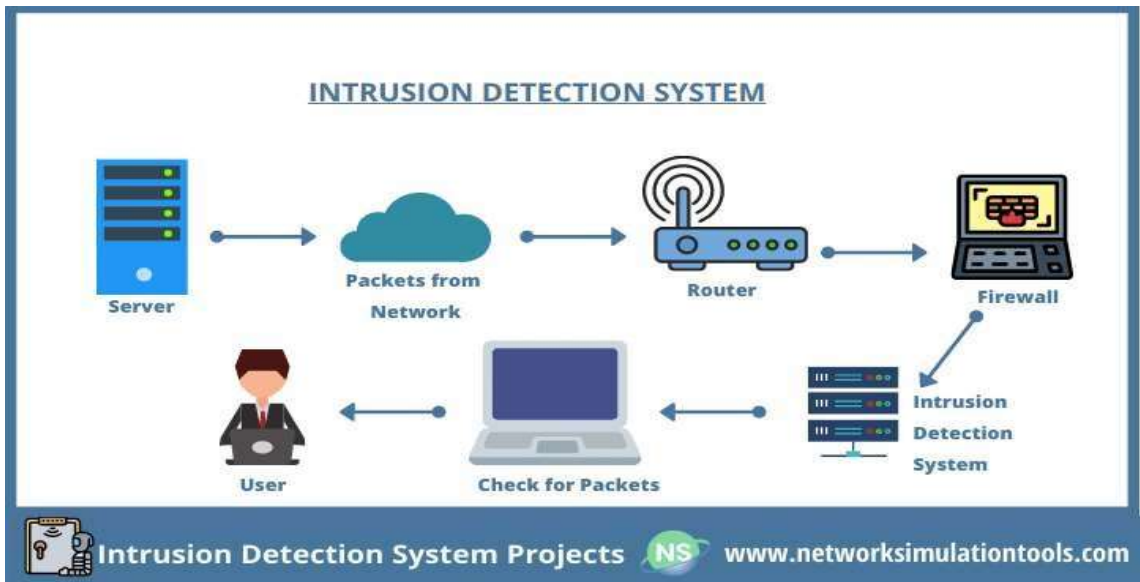 INTRUSION DETECTION SYSTEM
Server
Packets from
Network
Router
Firewall
User
Check for Packets
Intrusion
Detection
System
Intrusion Detection System Projects
NS
www.networksimulationtools.com